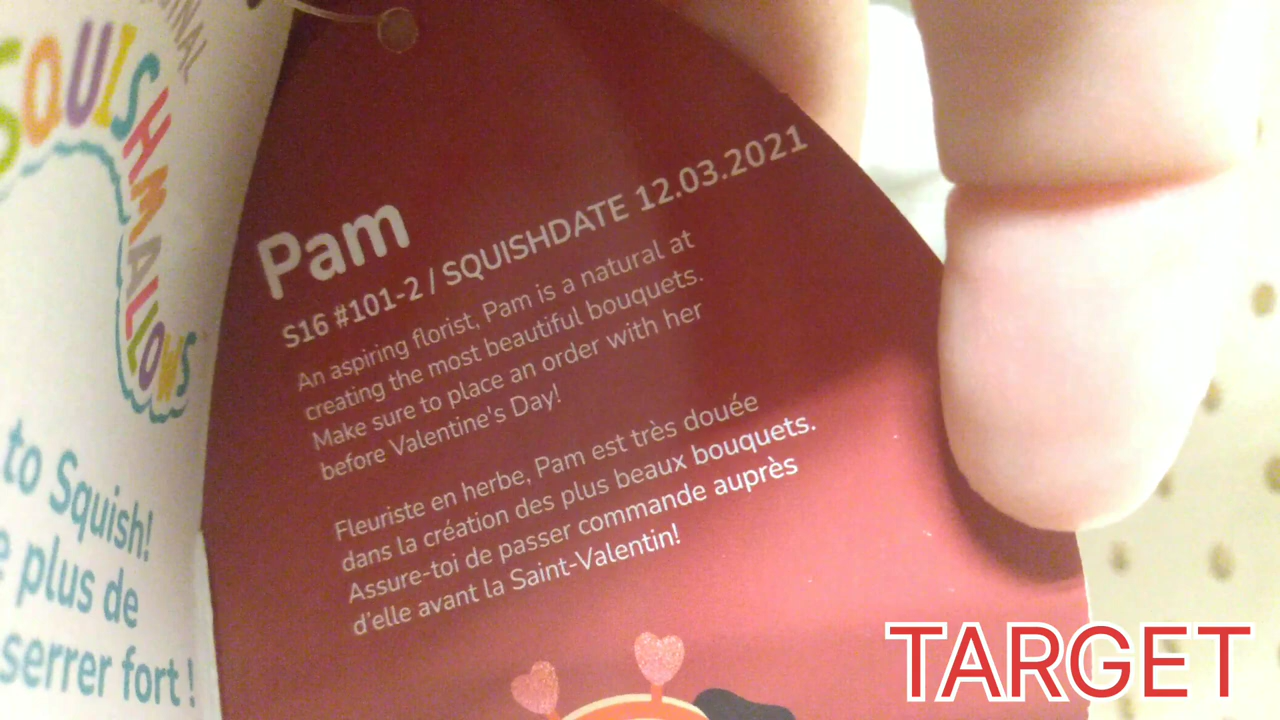 SQUISHMALLOWS
to Squish!
plus de
serrer fort !
Pam
S16 #101-2 / SQUISHDATE 12.03.2021
An aspiring florist, Pam is a natural at
creating the most beautiful bouquets.
Make sure to place an order with her
before Valentine's Day!
Fleuriste en herbe, Pam est très douée
dans la création des plus beaux bouquets.
Assure-toi de passer commande auprès
d'elle avant la Saint-Valentin!
TARGET